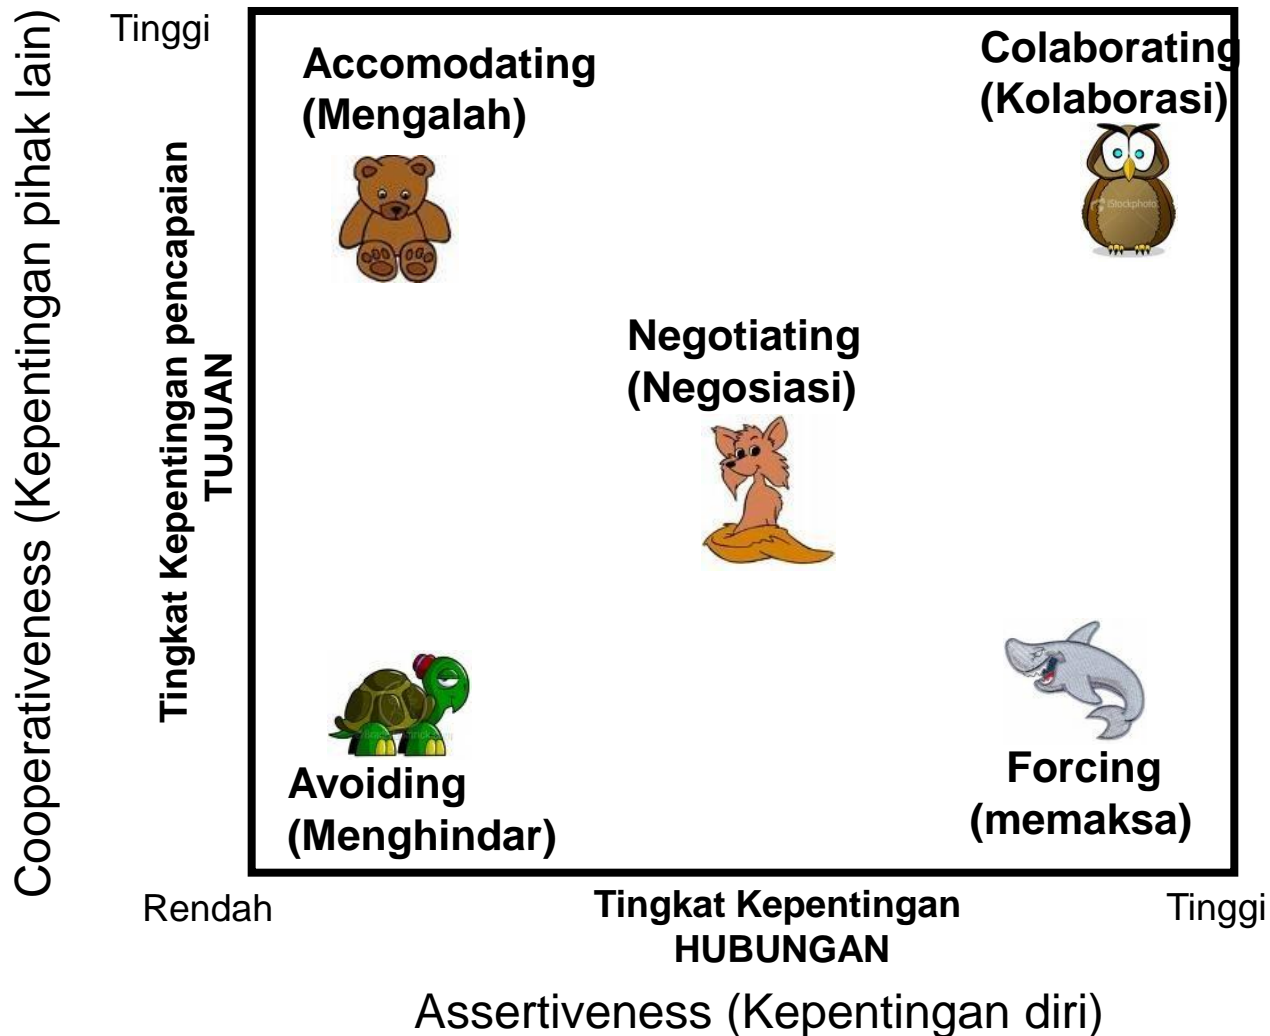 Cooperativeness (Kepentingan pihak lain)
Tinggi
Tingkat Kepentingan pencapaian
TUJUAN
Accomodating
(Mengalah)
Colaborating
(Kolaborasi)
iStockphoto
Negotiating
(Negosiasi)
Avoiding
(Menghindar)
Forcing
(memaksa)
Rendah
Tingkat Kepentingan
HUBUNGAN
Tinggi
Assertiveness (Kepentingan diri)